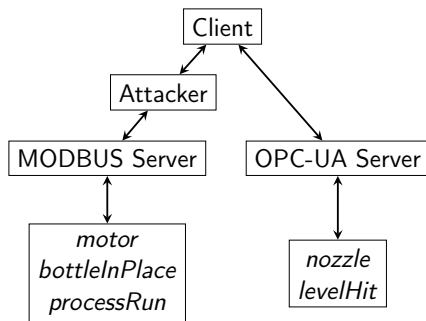 Client
Attacker
MODBUS Server
OPC-UA Server
motor
bottleInPlace
processRun
nozzle
levelHit